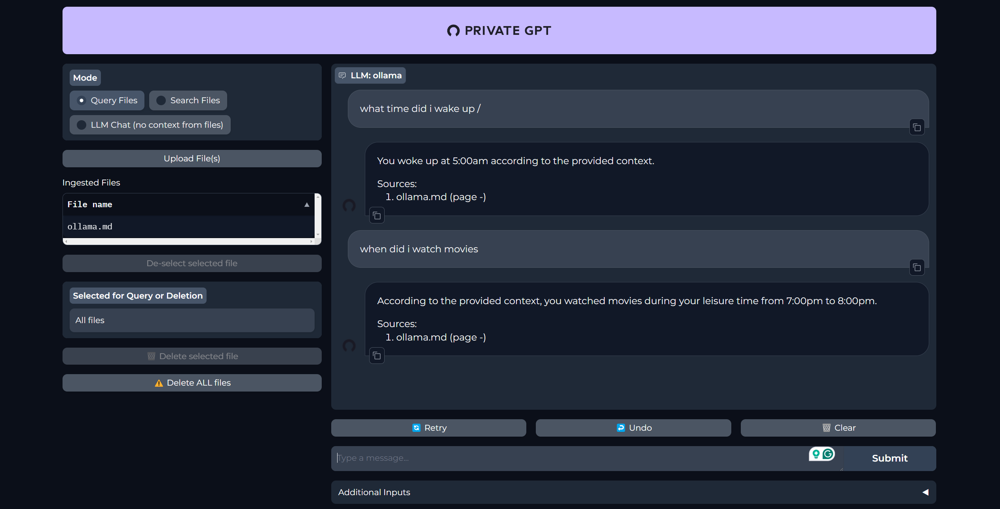 PRIVATE GPT
Mode
Query Files
Search Files
LLM Chat (no context from files)
Upload File(s)
Ingested Files
File name
ollama.md
De-select selected file
Selected for Query or Deletion
All files
Delete selected file
Delete ALL files
LLM: ollama
what time did i wake up /
You woke up at 5:00am according to the provided context.
Sources:
1. ollama.md (page -)
when did i watch movies
According to the provided context, you watched movies during your leisure time from 7:00pm to 8:00pm.
Sources:
1. ollama.md (page -)
Retry
Undo
Clear
Type a message...
Submit
Additional Inputs